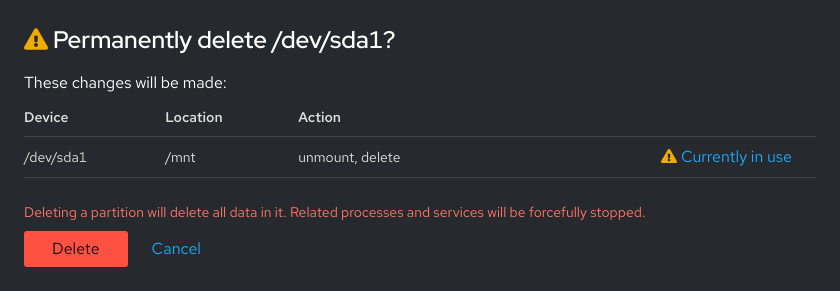 Permanently delete /dev/sda1?
These changes will be made:
Device Location Action
/dev/sda1 /mnt unmount, delete Currently in use
Deleting a partition will delete all data in it. Related processes and services will be forcefully stopped.
Delete Cancel